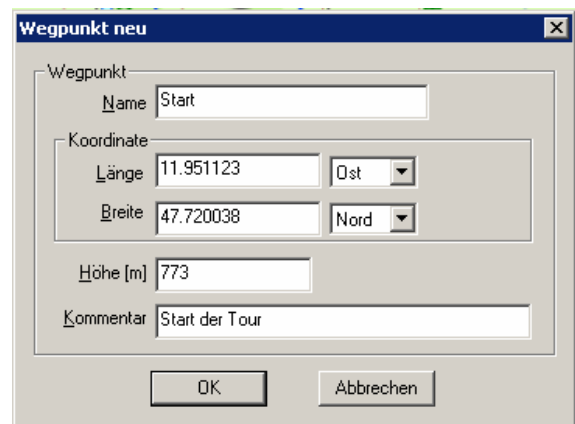 Wegpunkt neu
Wegpunkt
Name Start
Koordinate
Länge 11.951123 Ost
Breite 47.720038 Nord
Höhe [m] 773
Kommentar Start der Tour
OK Abbrechen